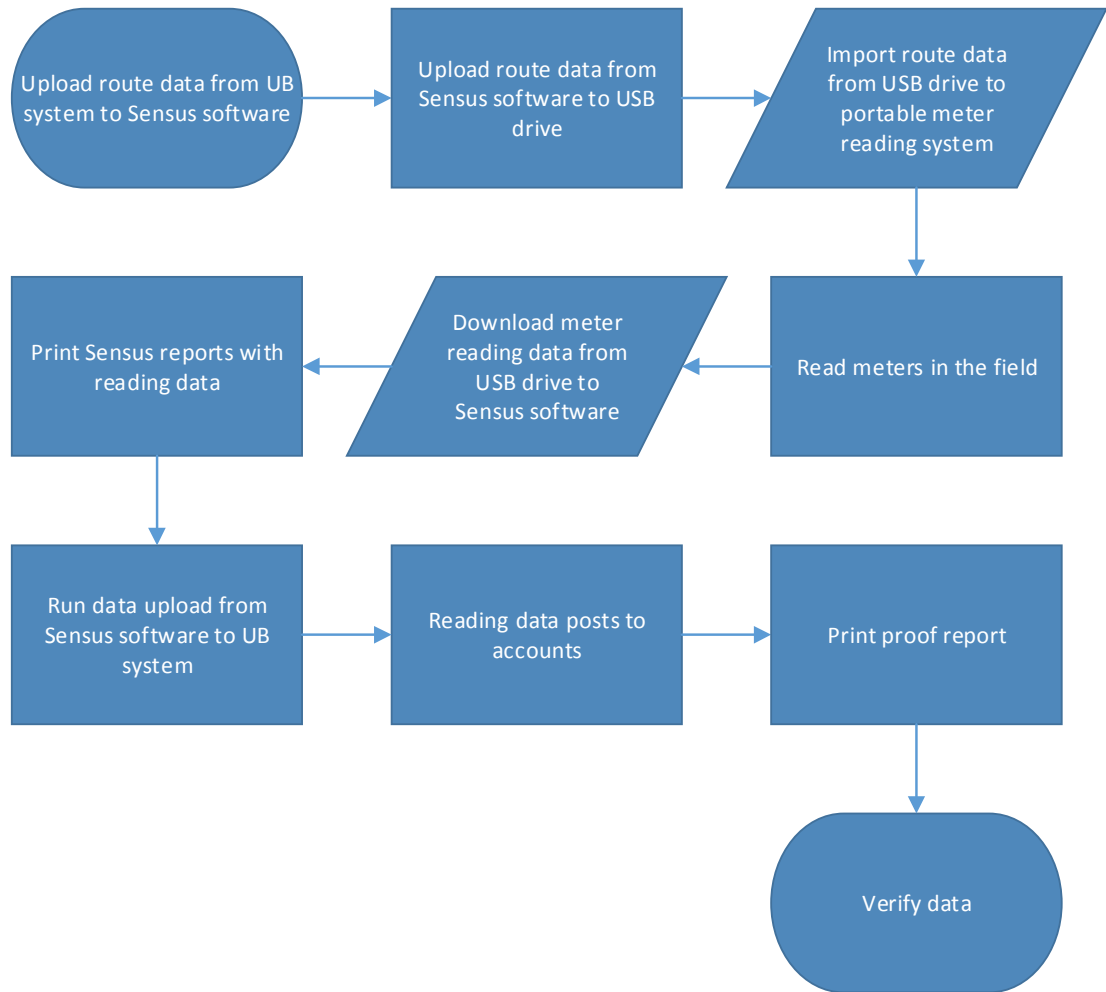 Upload route data from UB
system to Sensus software
Upload route data from
Sensus software to USB
drive
Import route data
from USB drive to
portable meter
reading system
Read meters in the field
Download meter
reading data from
USB drive to
Sensus software
Print Sensus reports with
reading data
Run data upload from
Sensus software to UB
system
Reading data posts to
accounts
Print proof report
Verify data